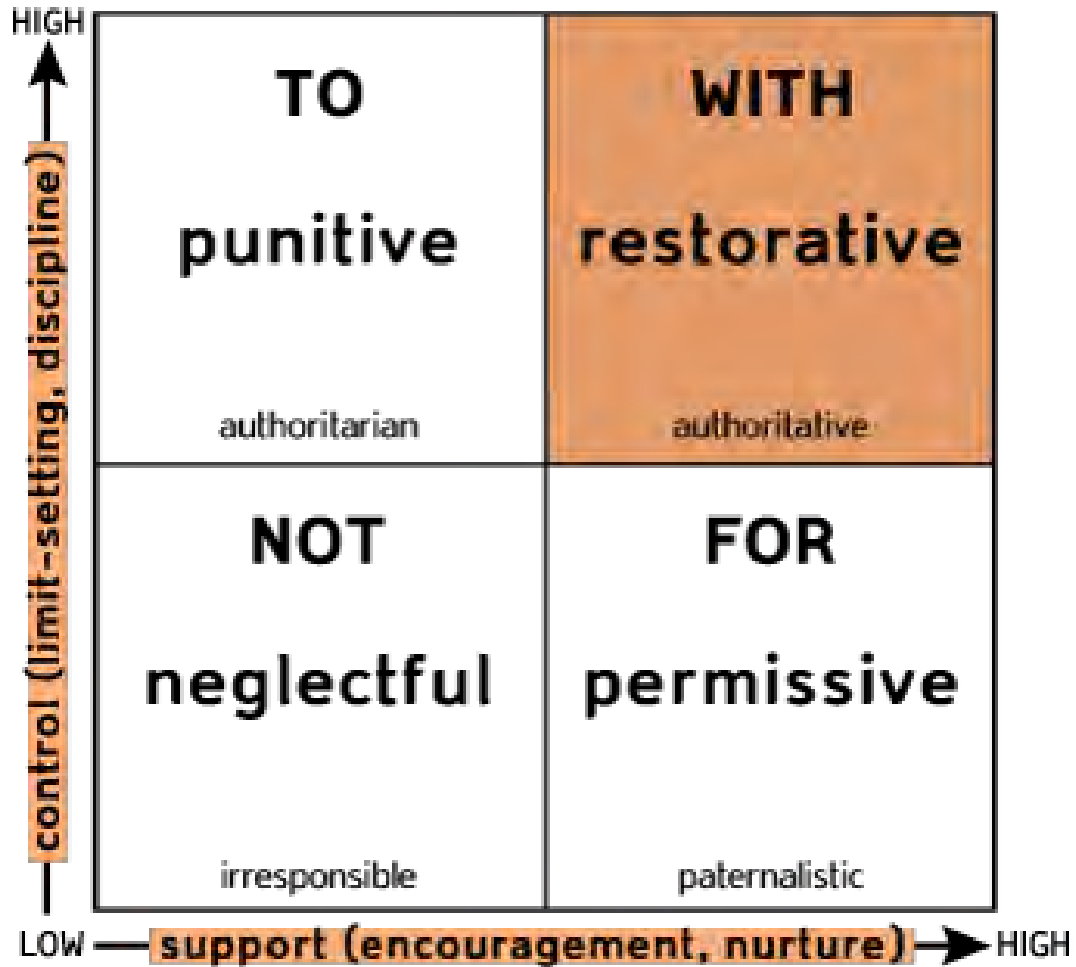 HIGH
TO
punitive
authoritarian
WITH
restorative
authoritative
control (limit-setting, discipline)
NOT
neglectful
irresponsible
FOR
permissive
paternalistic
LOW
support (encouragement, nurture)
HIGH